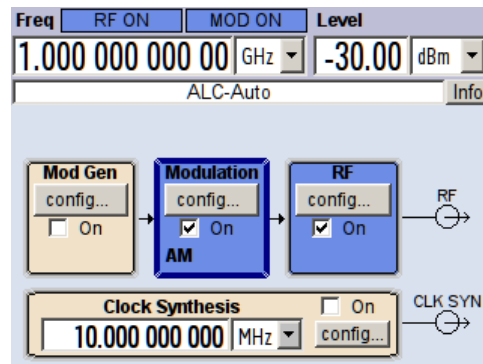 Freq RF ON MOD ON Level
1.000 000 000 00 GHz -30.00 dBm
ALC-Auto Info
Mod Gen Modulation RF
config... config... config... RF
On On On
AM
Clock Synthesis On CLK SYN
10.000 000 000 MHz config...